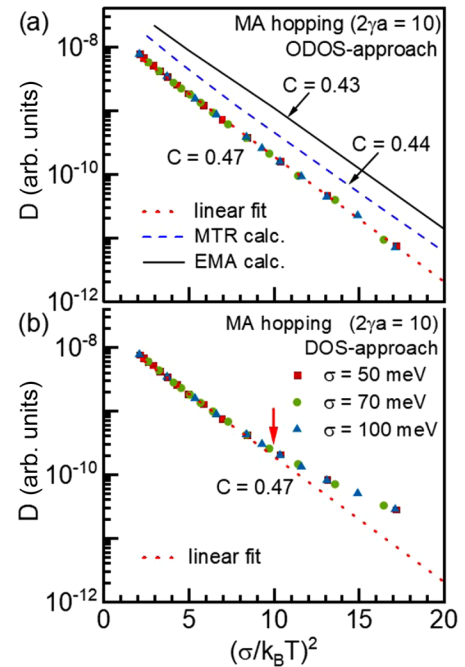 (a)
MA hopping (2γa = 10)
ODOS-approach
10⁻⁸
C = 0.43
C = 0.44
C = 0.47
D (arb. units)
10⁻¹⁰
linear fit
MTR calc.
EMA calc.
10⁻¹²
(b)
MA hopping (2γa = 10)
DOS-approach
10⁻⁸
σ = 50 meV
σ = 70 meV
σ = 100 meV
D (arb. units)
10⁻¹⁰
C = 0.47
linear fit
10⁻¹²
0 5 10 15 20
(σ/k_BT)²